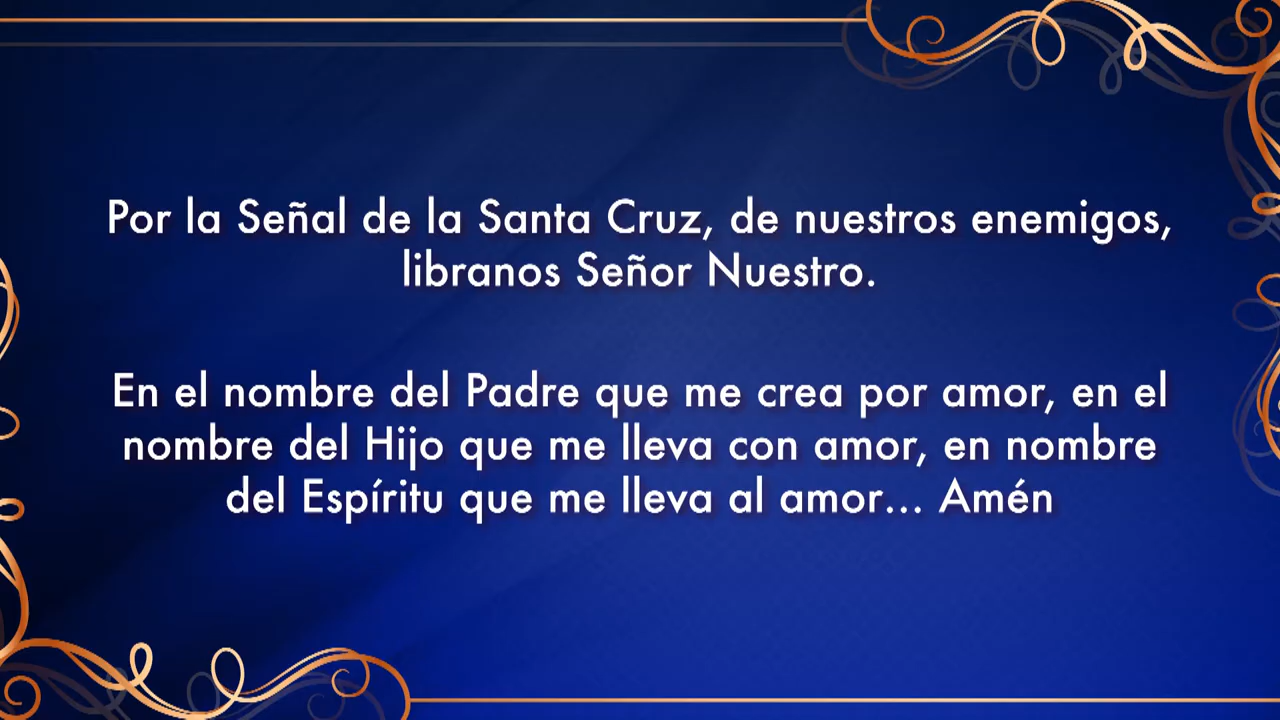 Por la Señal de la Santa Cruz, de nuestros enemigos,
libranos Señor Nuestro.
En el nombre del Padre que me crea por amor, en el
nombre del Hijo que me lleva con amor, en nombre
del Espíritu que me lleva al amor... Amén